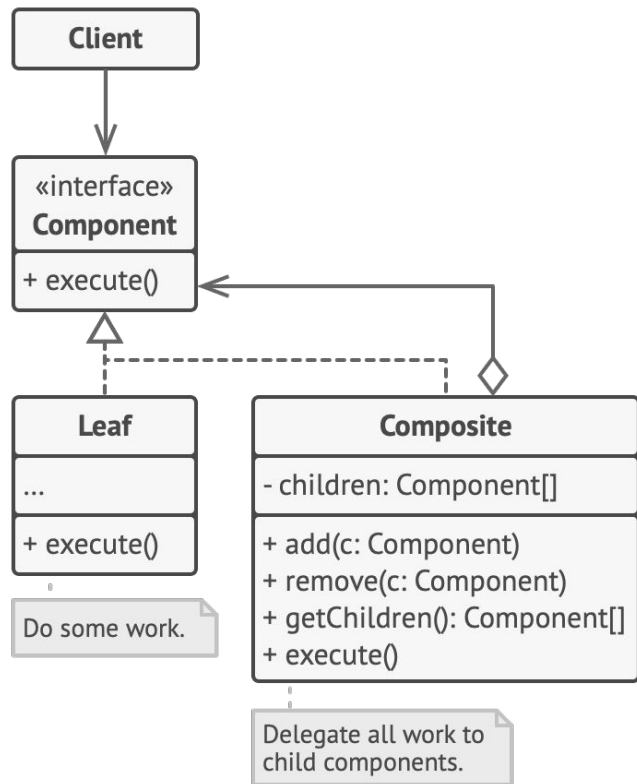 Client
«interface»
Component
+ execute()
Leaf
...
+ execute()
Do some work.
Composite
- children: Component[]
+ add(c: Component)
+ remove(c: Component)
+ getChildren(): Component[]
+ execute()
Delegate all work to
child components.